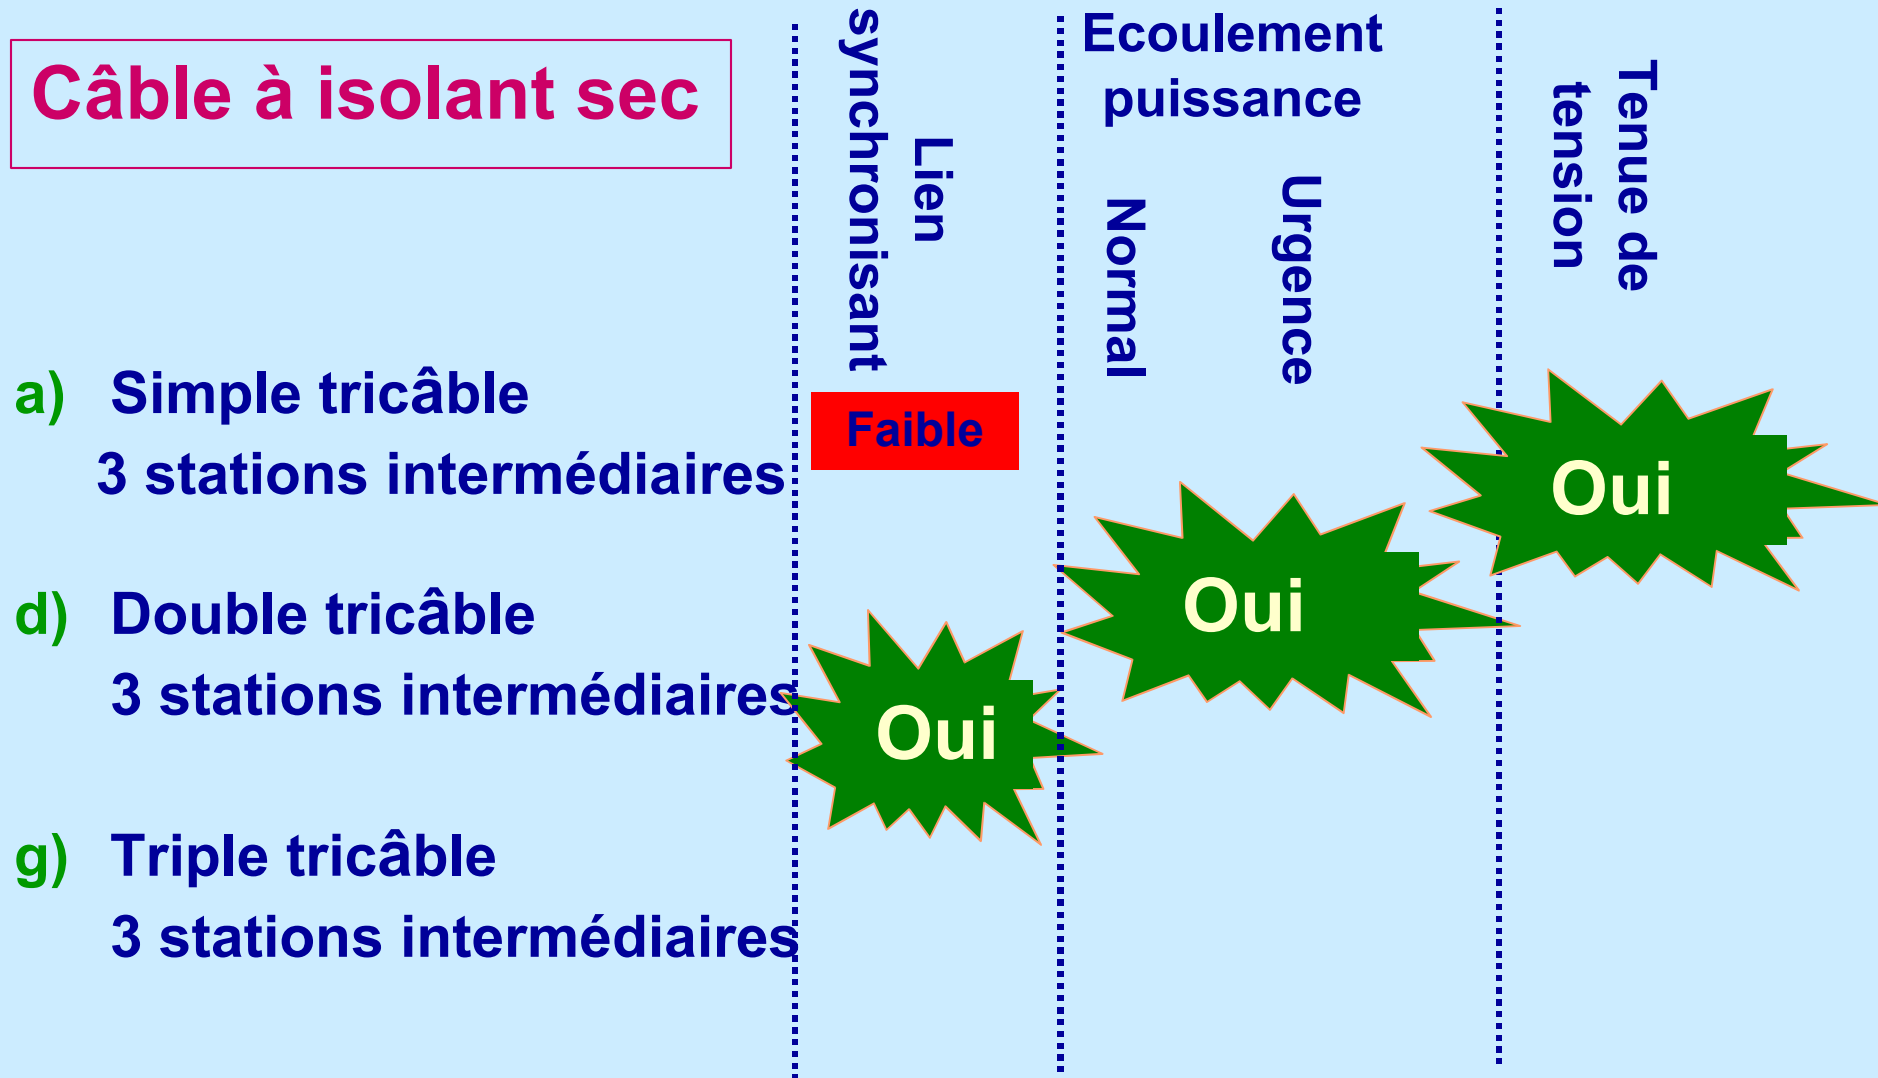 Câble à isolant sec
Lien
synchronisant
Ecoulement
puissance
Normal
Urgence
Tenue de
tension
a) Simple tricâble
3 stations intermédiaires
Faible
Oui
d) Double tricâble
3 stations intermédiaires
Oui
Oui
g) Triple tricâble
3 stations intermédiaires